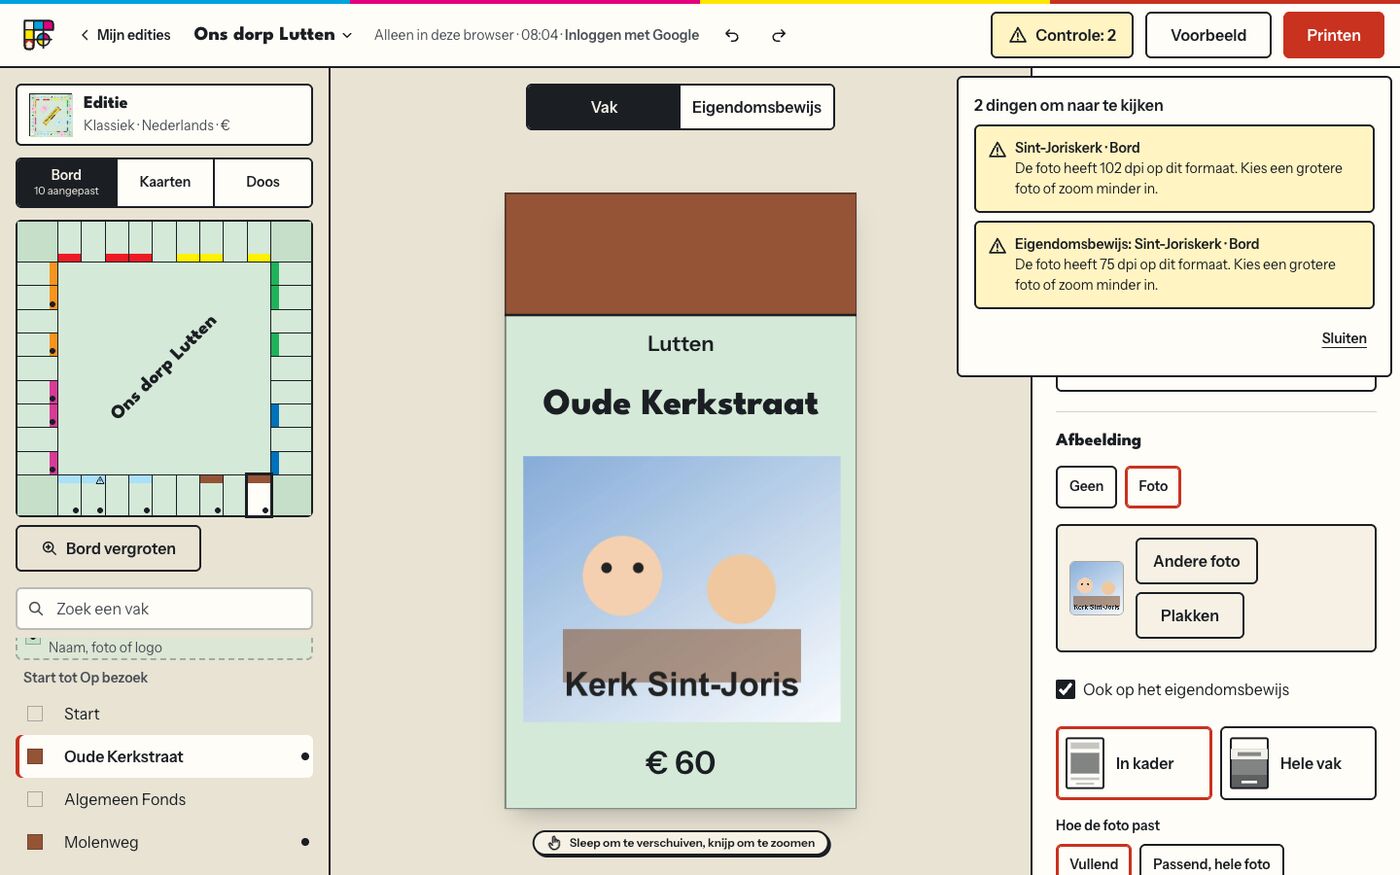 Mijn edities
Ons dorp Lutten
Alleen in deze browser · 08:04 · Inloggen met Google
Controle: 2
Voorbeeld
Printen
Editie
Klassiek · Nederlands · €
Bord
10 aangepast
Kaarten
Doos
Ons dorp Lutten
Bord vergroten
Zoek een vak
Naam, foto of logo
Start tot Op bezoek
Start
Oude Kerkstraat
Algemeen Fonds
Molenweg
Vak
Eigendomsbewijs
Lutten
Oude Kerkstraat
Kerk Sint-Joris
€ 60
Sleep om te verschuiven, knijp om te zoomen
2 dingen om naar te kijken
Sint-Joriskerk · Bord
De foto heeft 102 dpi op dit formaat. Kies een grotere
foto of zoom minder in.
Eigendomsbewijs: Sint-Joriskerk · Bord
De foto heeft 75 dpi op dit formaat. Kies een grotere
foto of zoom minder in.
Sluiten
Afbeelding
Geen
Foto
Kerk Sint-Joris
Andere foto
Plakken
Ook op het eigendomsbewijs
In kader
Hele vak
Hoe de foto past
Vullend
Passend, hele foto